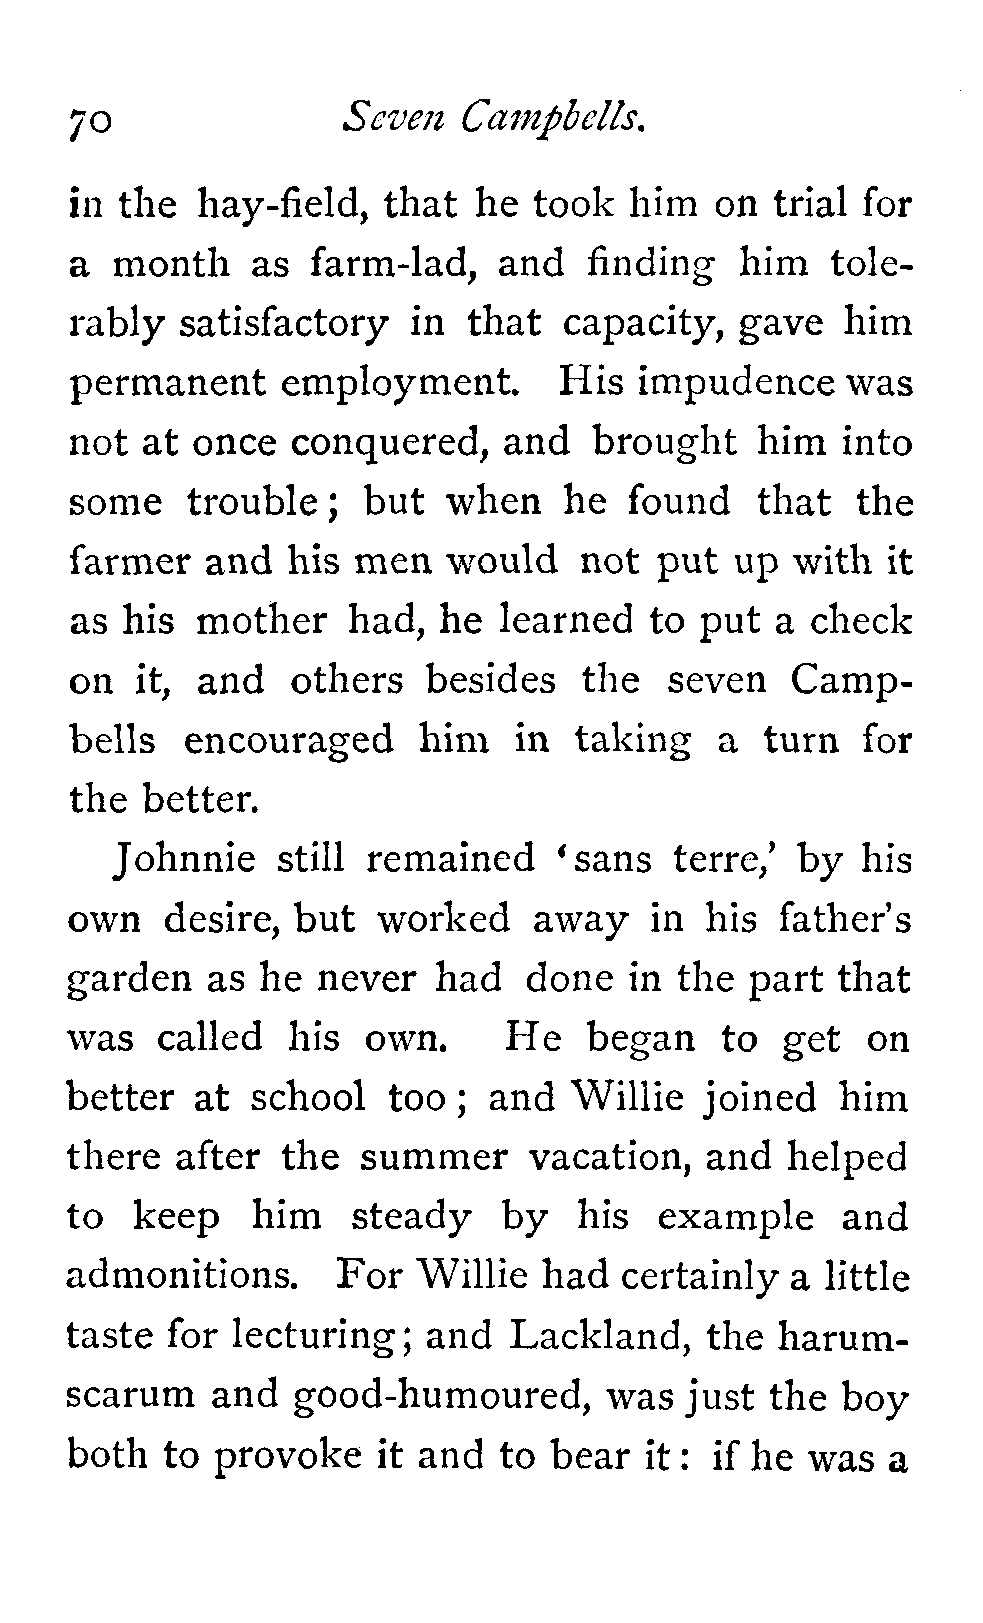 70 Seven Campbells.
in the hay-field, that he took him on trial for
a month as farm-lad, and finding him tole-
rably satisfactory in that capacity, gave him
permanent employment. His impudence was
not at once conquered, and brought him into
some trouble; but when he found that the
farmer and his men would not put up with it
as his mother had, he learned to put a check
on it, and others besides the seven Camp-
bells encouraged him in taking a turn for
the better.
Johnnie still remained ‘sans terre,’ by his
own desire, but worked away in his father’s
garden as he never had done in the part that
was called his own. He began to get on
better at school too; and Willie joined him
there after the summer vacation, and helped
to keep him steady by his example and
admonitions. For Willie had certainly a little
taste for lecturing; and Lackland, the harum-
scarum and good-humoured, was just the boy
both to provoke it and to bear it: if he was a